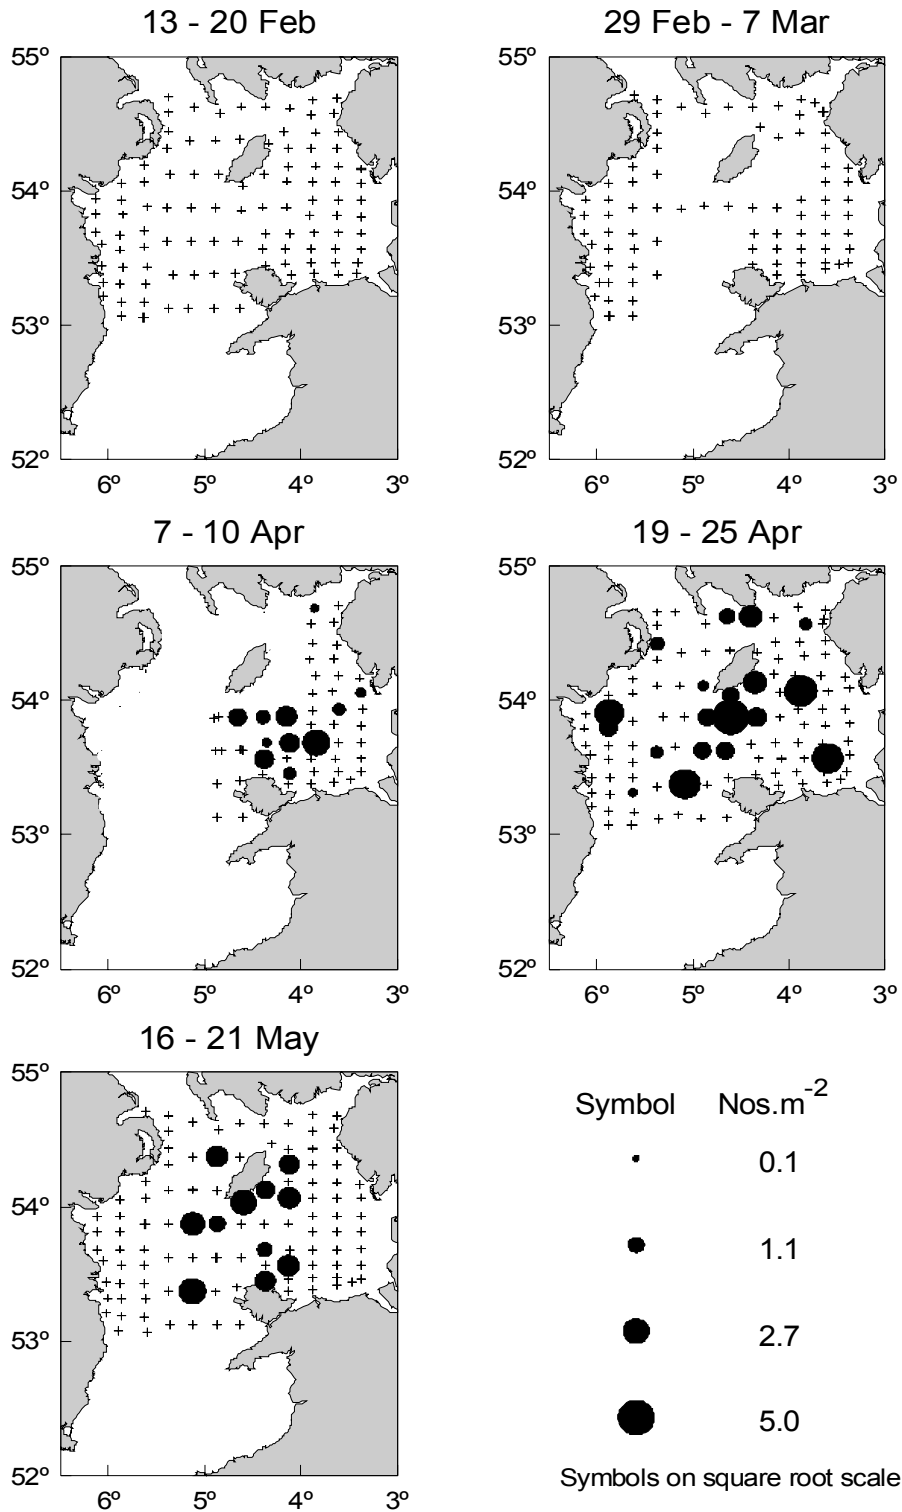 13 - 20 Feb
29 Feb - 7 Mar
55º
54º
53º
52º
6º 5º 4º 3º
55º
54º
53º
52º
6º 5º 4º 3º
7 - 10 Apr
19 - 25 Apr
55º
54º
53º
52º
6º 5º 4º 3º
55º
54º
53º
52º
6º 5º 4º 3º
16 - 21 May
55º
54º
53º
52º
6º 5º 4º 3º
Symbol Nos.m-2
0.1
1.1
2.7
5.0
Symbols on square root scale